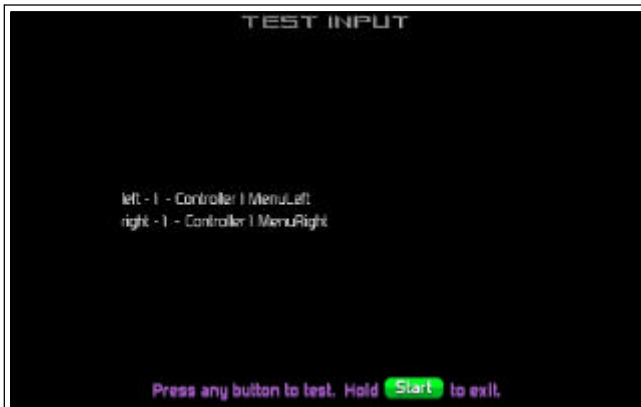 TEST INPUT
left - 1 - Controller 1 MenuLeft
right - 1 - Controller 1 MenuRight
Press any button to test. Hold Start to exit.